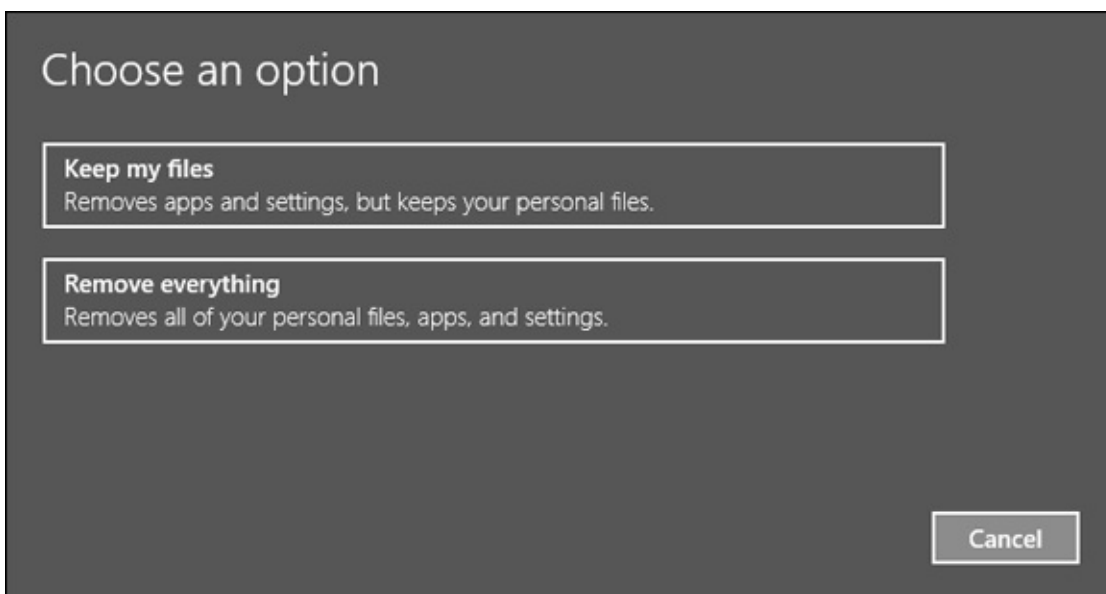 Choose an option
Keep my files
Removes apps and settings, but keeps your personal files.
Remove everything
Removes all of your personal files, apps, and settings.
Cancel